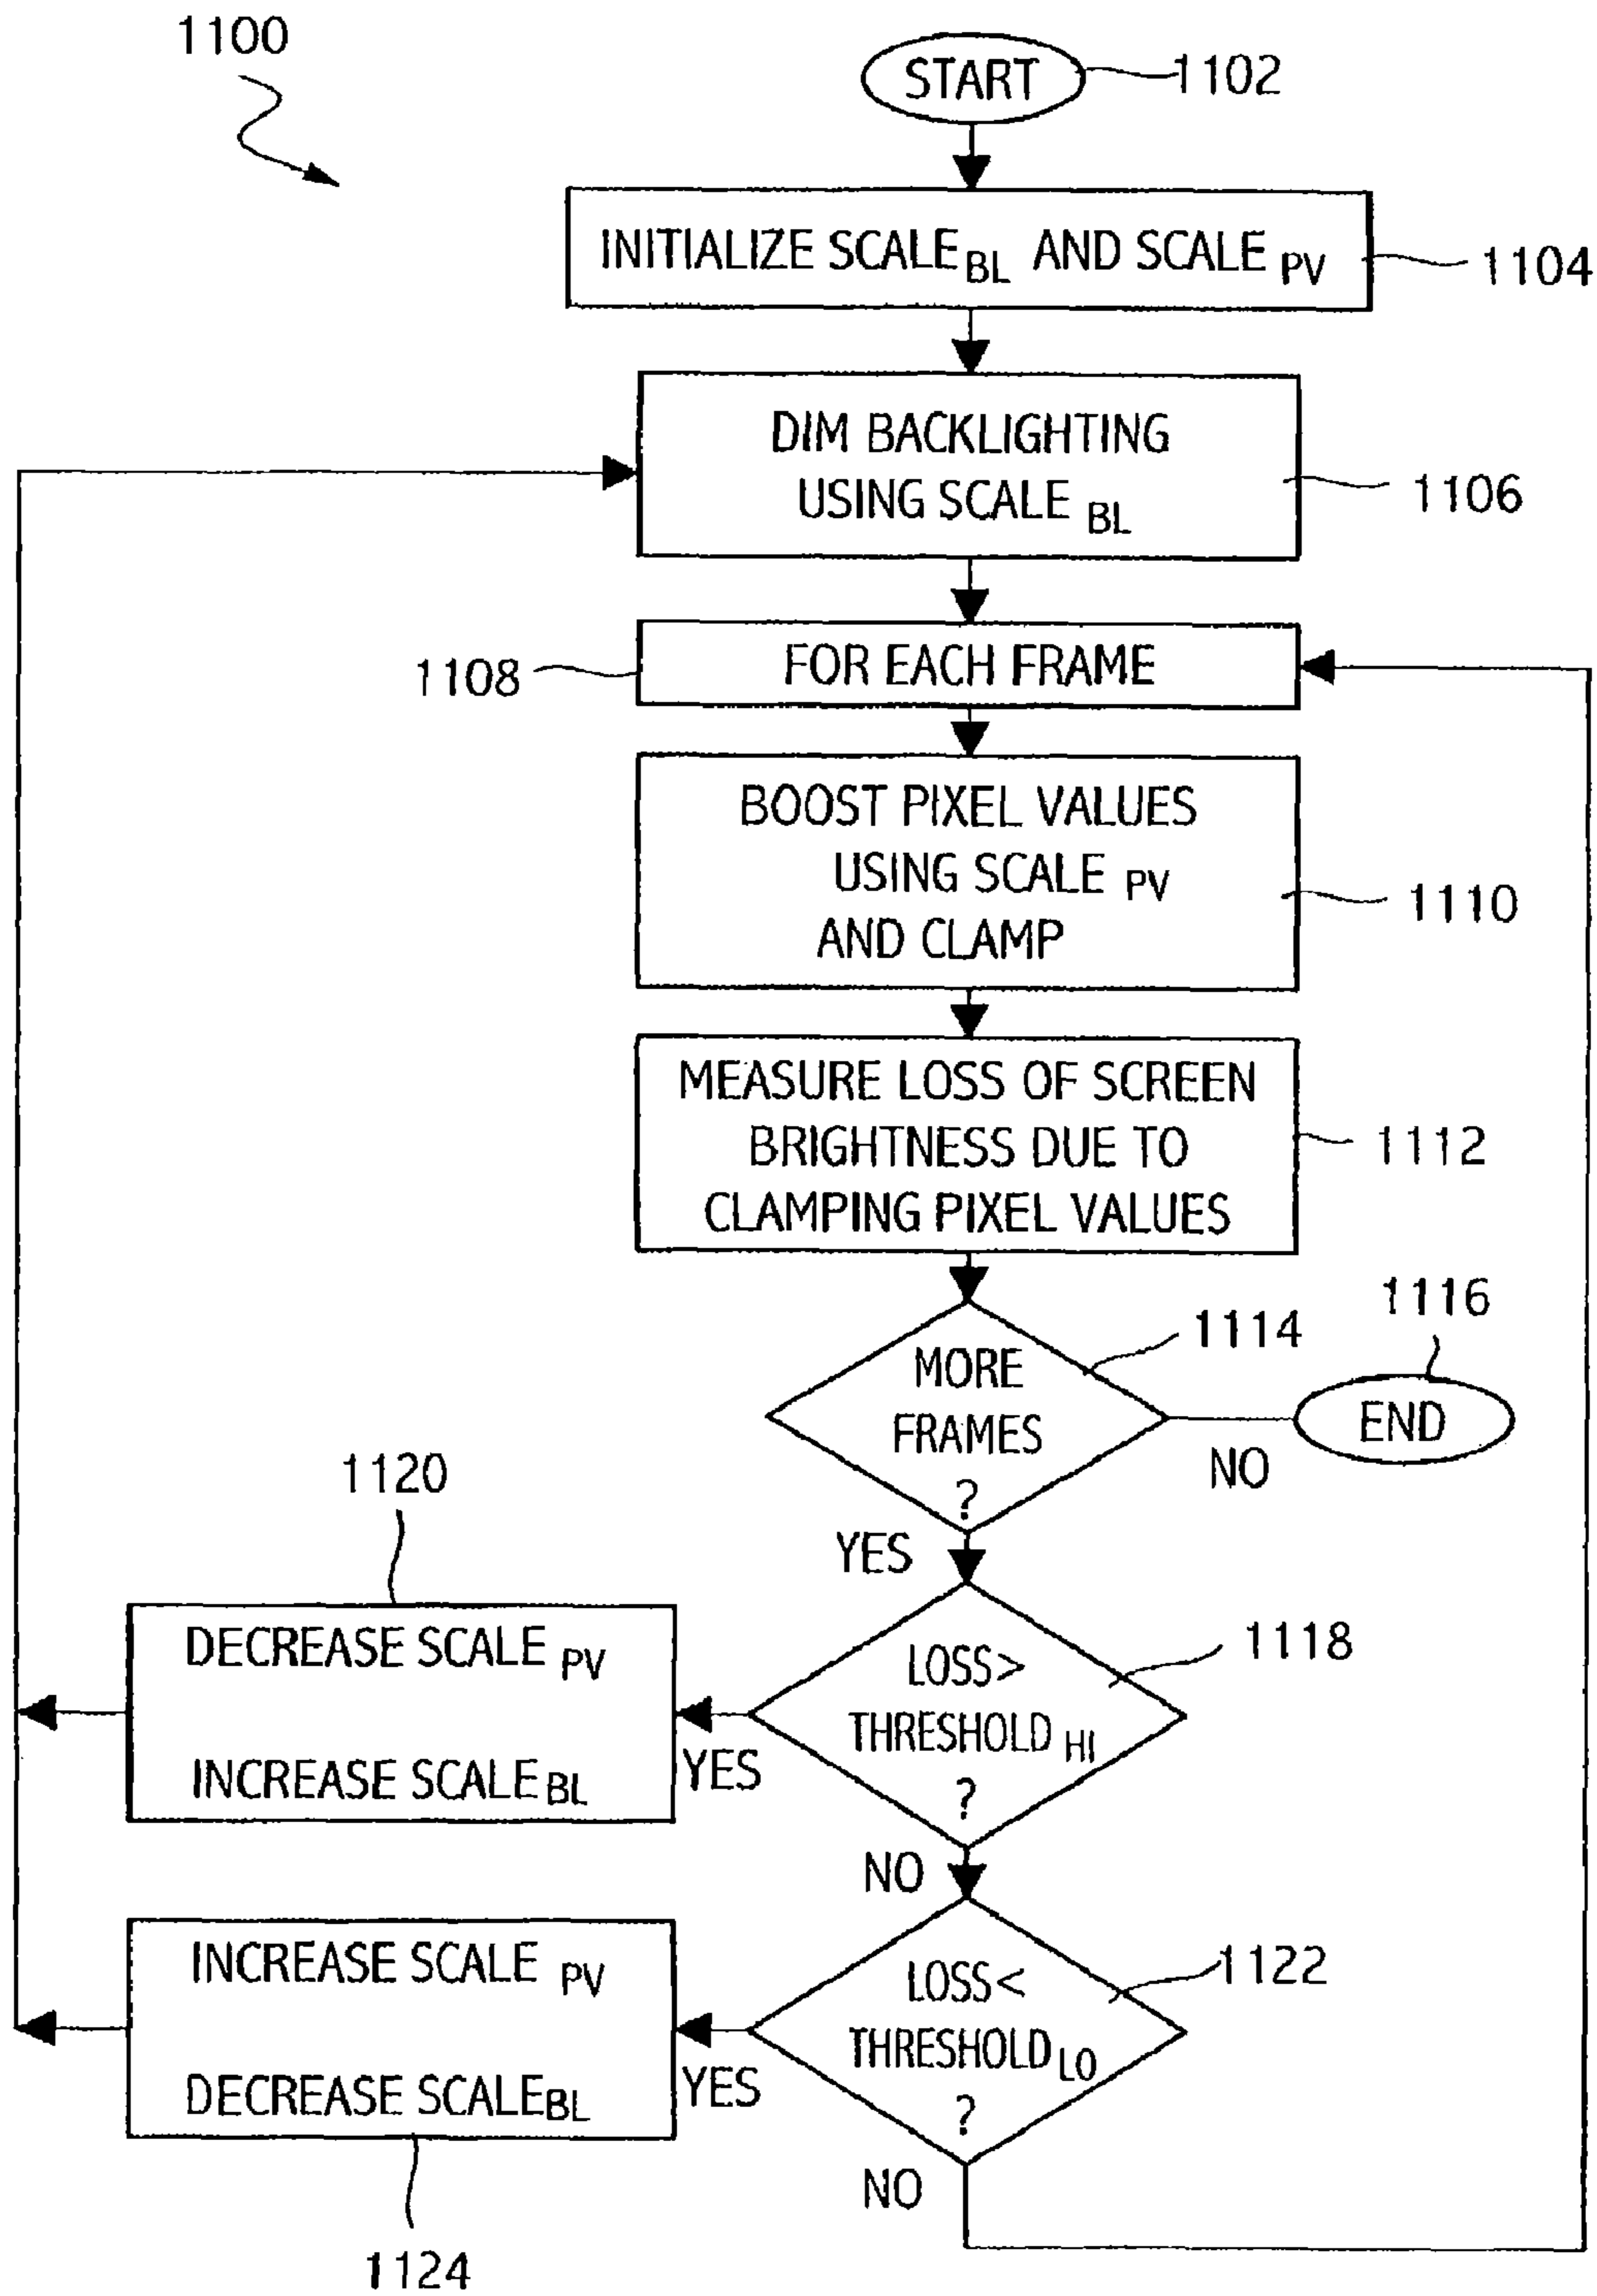 1100
START
1102
INITIALIZE SCALE BL AND SCALE PV
1104
DIM BACKLIGHTING
USING SCALE BL
1106
FOR EACH FRAME
1108
BOOST PIXEL VALUES
USING SCALE PV
AND CLAMP
1110
MEASURE LOSS OF SCREEN
BRIGHTNESS DUE TO
CLAMPING PIXEL VALUES
1112
MORE
FRAMES
?
1114
NO
END
1116
YES
LOSS>
THRESHOLD HI
?
1118
YES
1120
DECREASE SCALE PV
INCREASE SCALE BL
NO
LOSS<
THRESHOLD LO
?
1122
YES
INCREASE SCALE PV
DECREASE SCALE BL
1124
NO